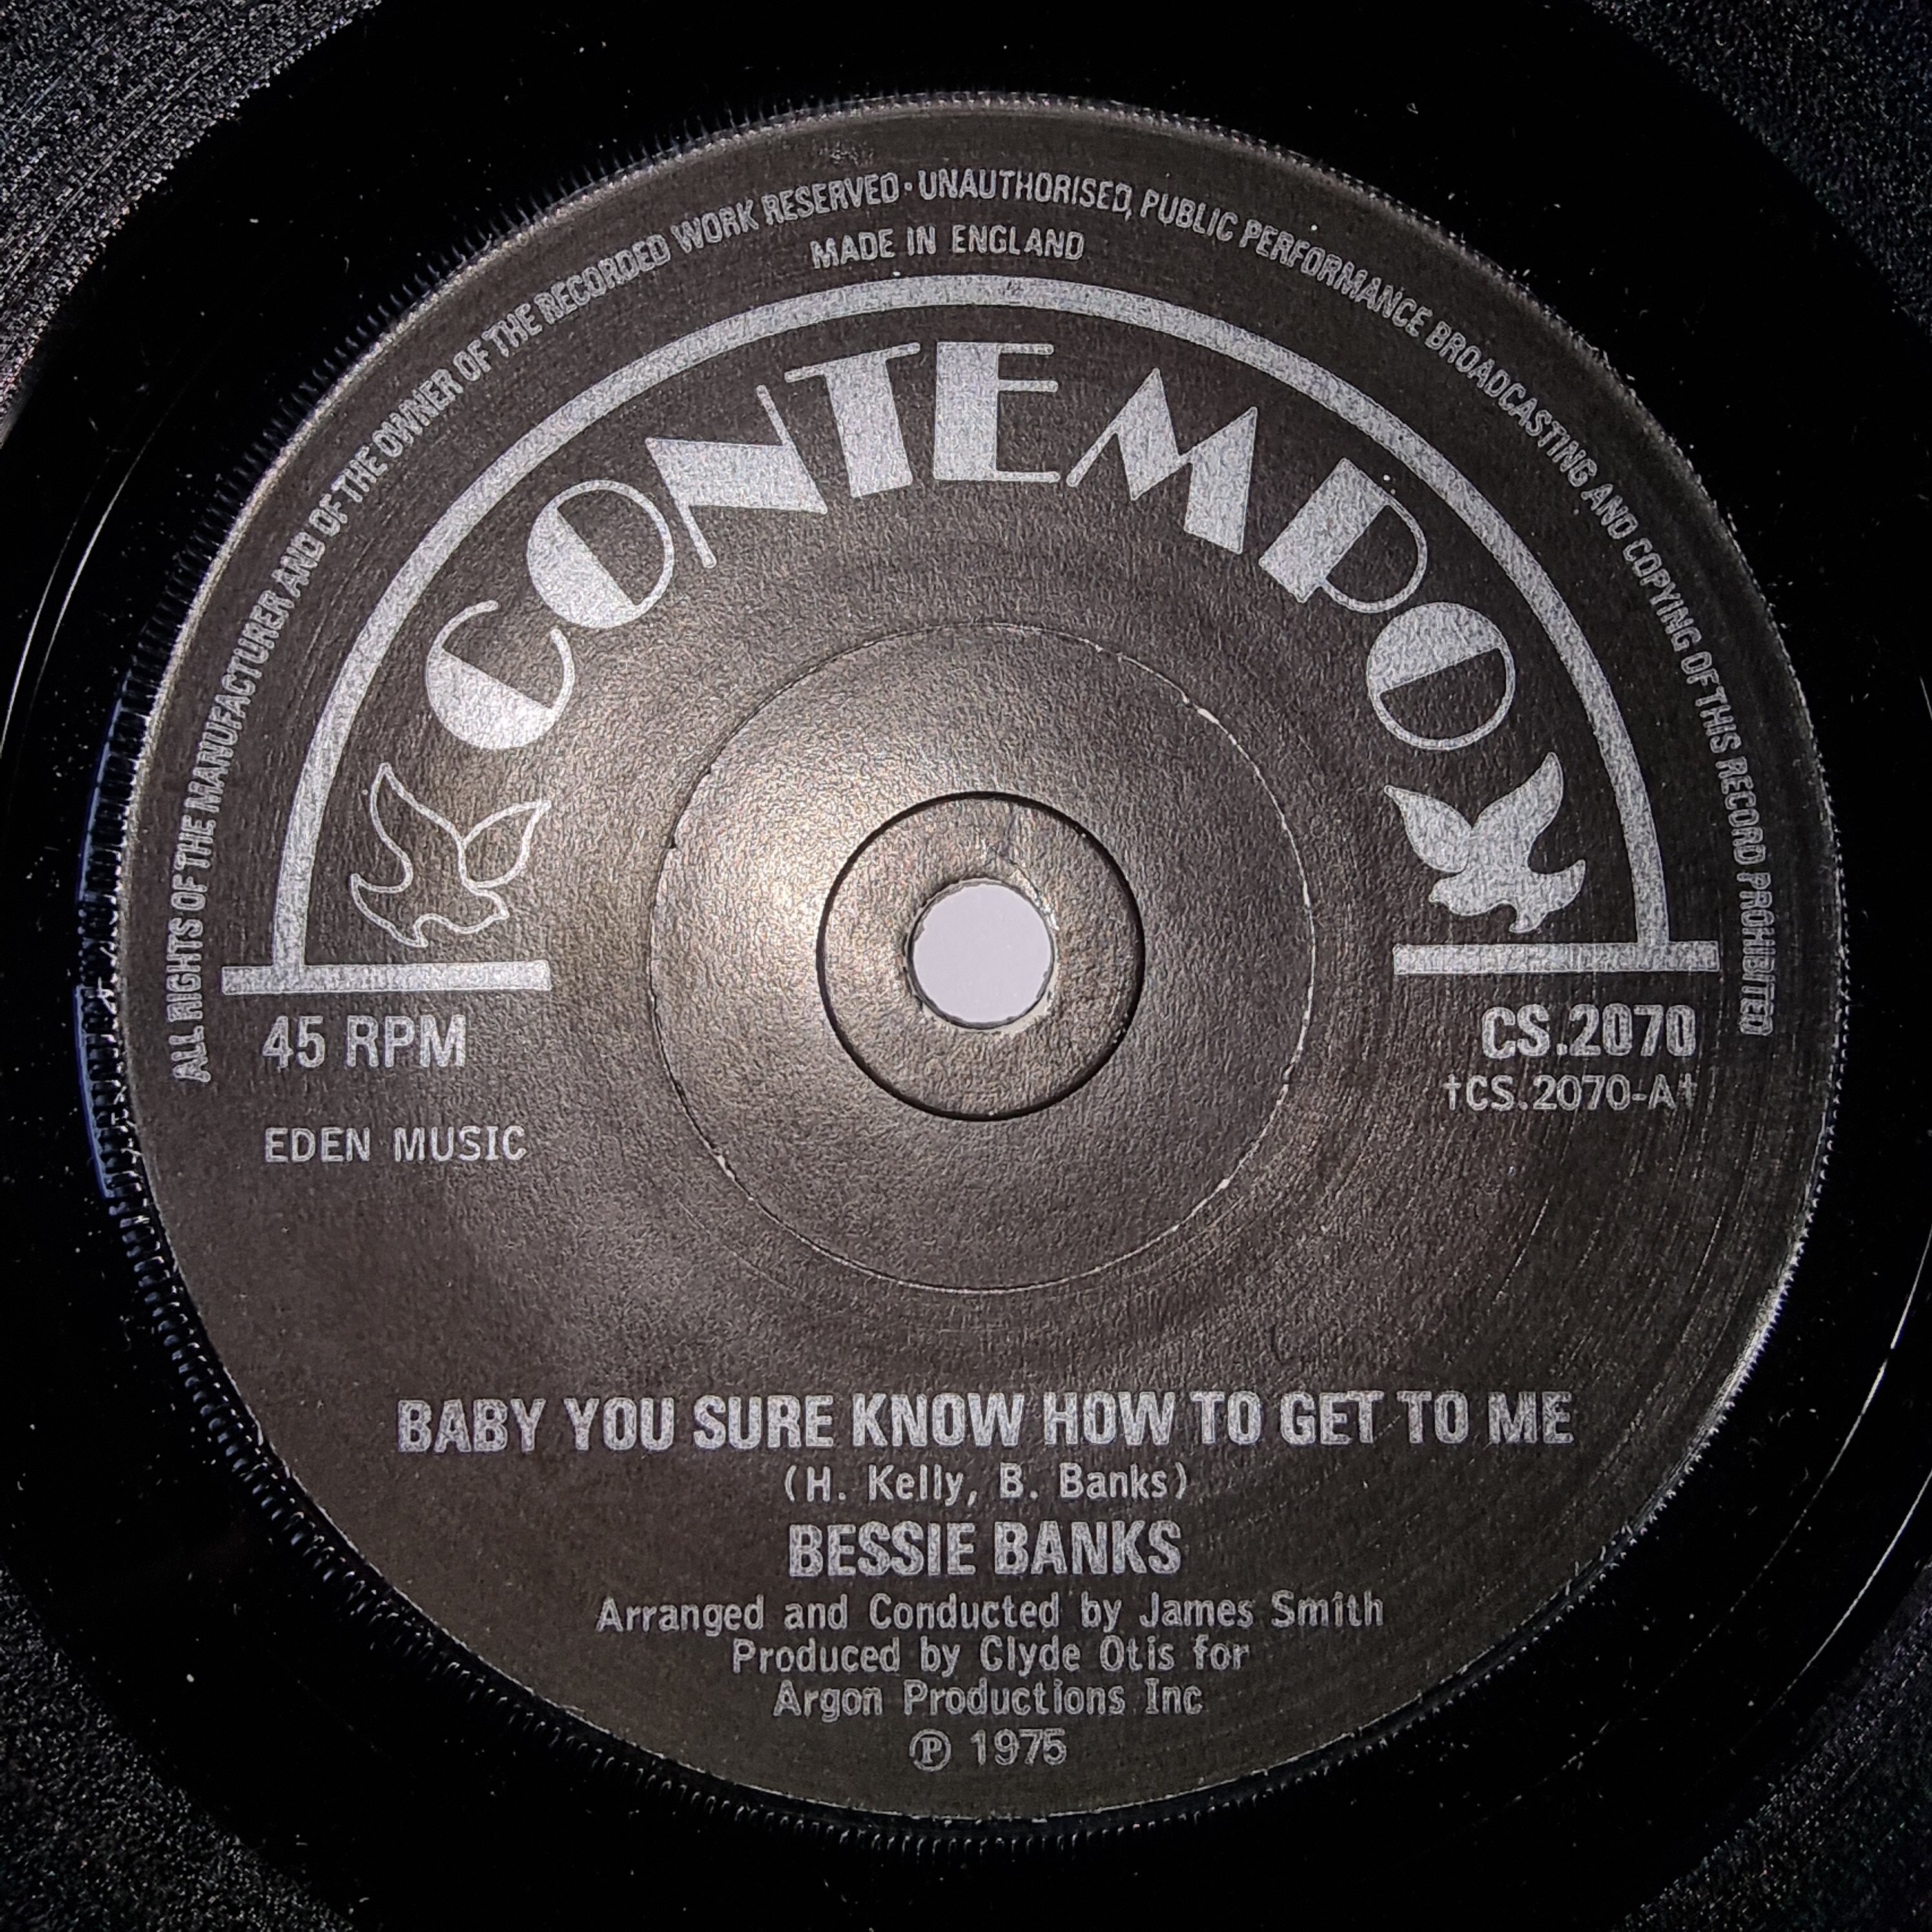 ALL RIGHTS OF THE MANUFACTURER AND OF THE OWNER OF THE RECORDED WORK RESERVED · UNAUTHORISED, PUBLIC PERFORMANCE BROADCASTING AND COPYING OF THIS RECORD PROHIBITED
MADE IN ENGLAND
CONTEMPO
45 RPM
EDEN MUSIC
CS.2070
†CS.2070-A†
BABY YOU SURE KNOW HOW TO GET TO ME
(H. Kelly, B. Banks)
BESSIE BANKS
Arranged and Conducted by James Smith
Produced by Clyde Otis for
Argon Productions Inc
℗ 1975